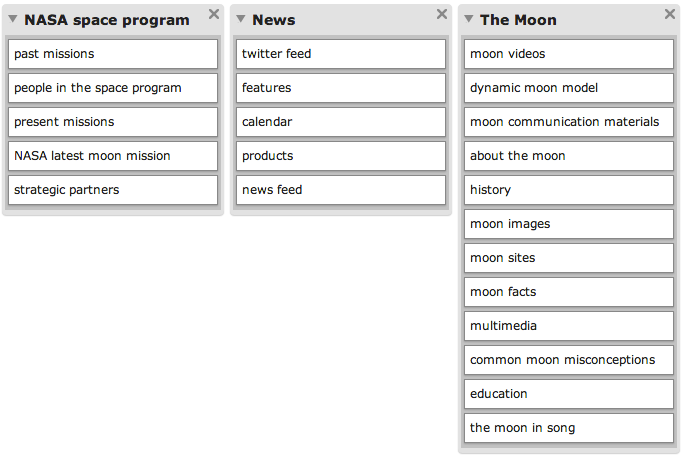 NASA space program
past missions
people in the space program
present missions
NASA latest moon mission
strategic partners
News
twitter feed
features
calendar
products
news feed
The Moon
moon videos
dynamic moon model
moon communication materials
about the moon
history
moon images
moon sites
moon facts
multimedia
common moon misconceptions
education
the moon in song